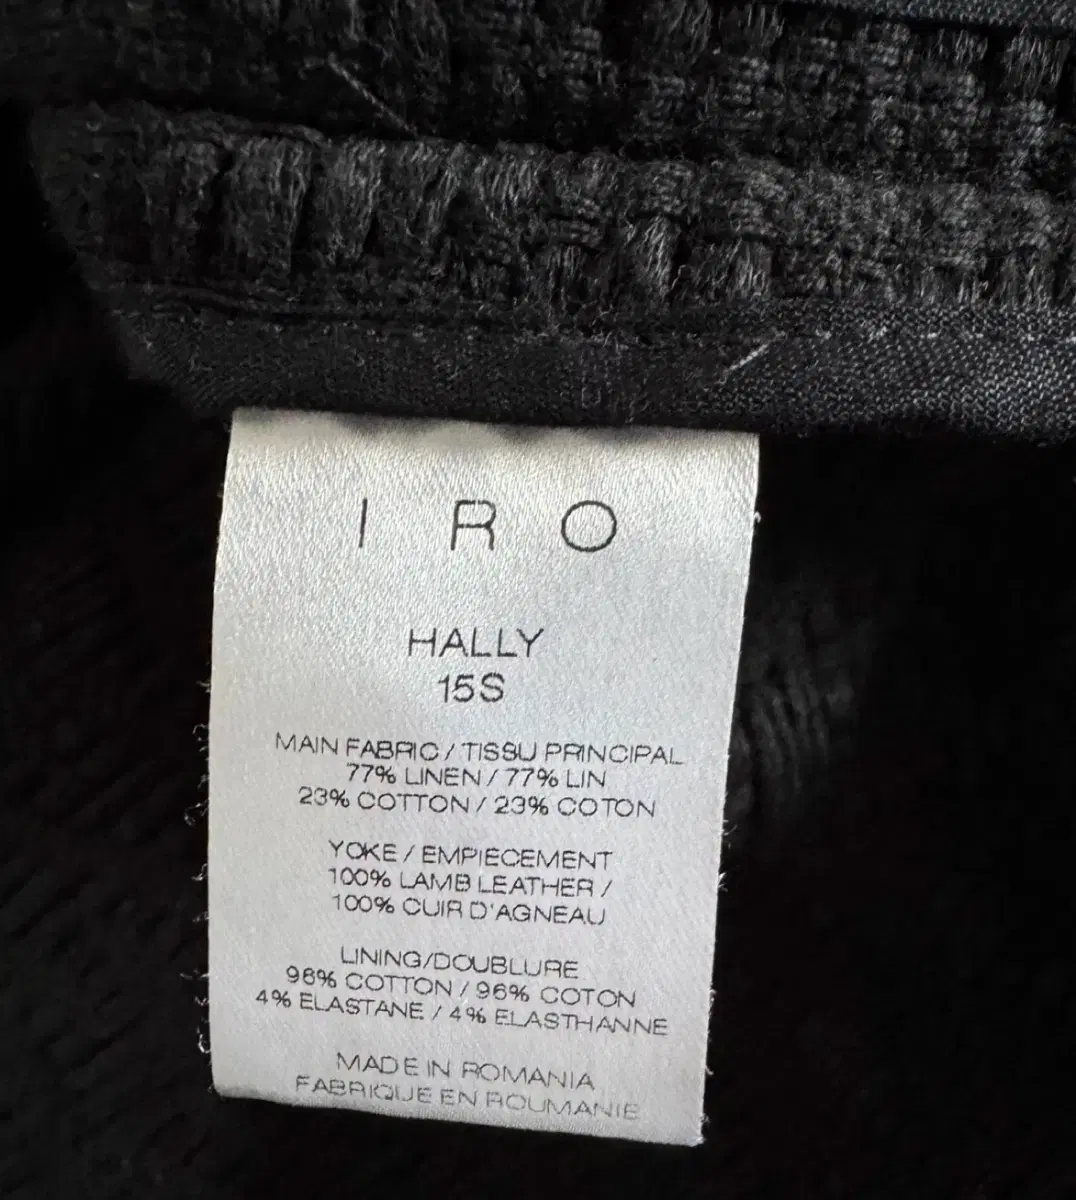 IRO
HALLY
15S
MAIN FABRIC / TISSU PRINCIPAL
77% LINEN / 77% LIN
23% COTTON / 23% COTON
YOKE / EMPIECEMENT
100% LAMB LEATHER /
100% CUIR D'AGNEAU
LINING/DOUBLURE
96% COTTON / 96% COTON
4% ELASTANE / 4% ELASTHANNE
MADE IN ROMANIA
FABRIQUE EN ROUMANIE